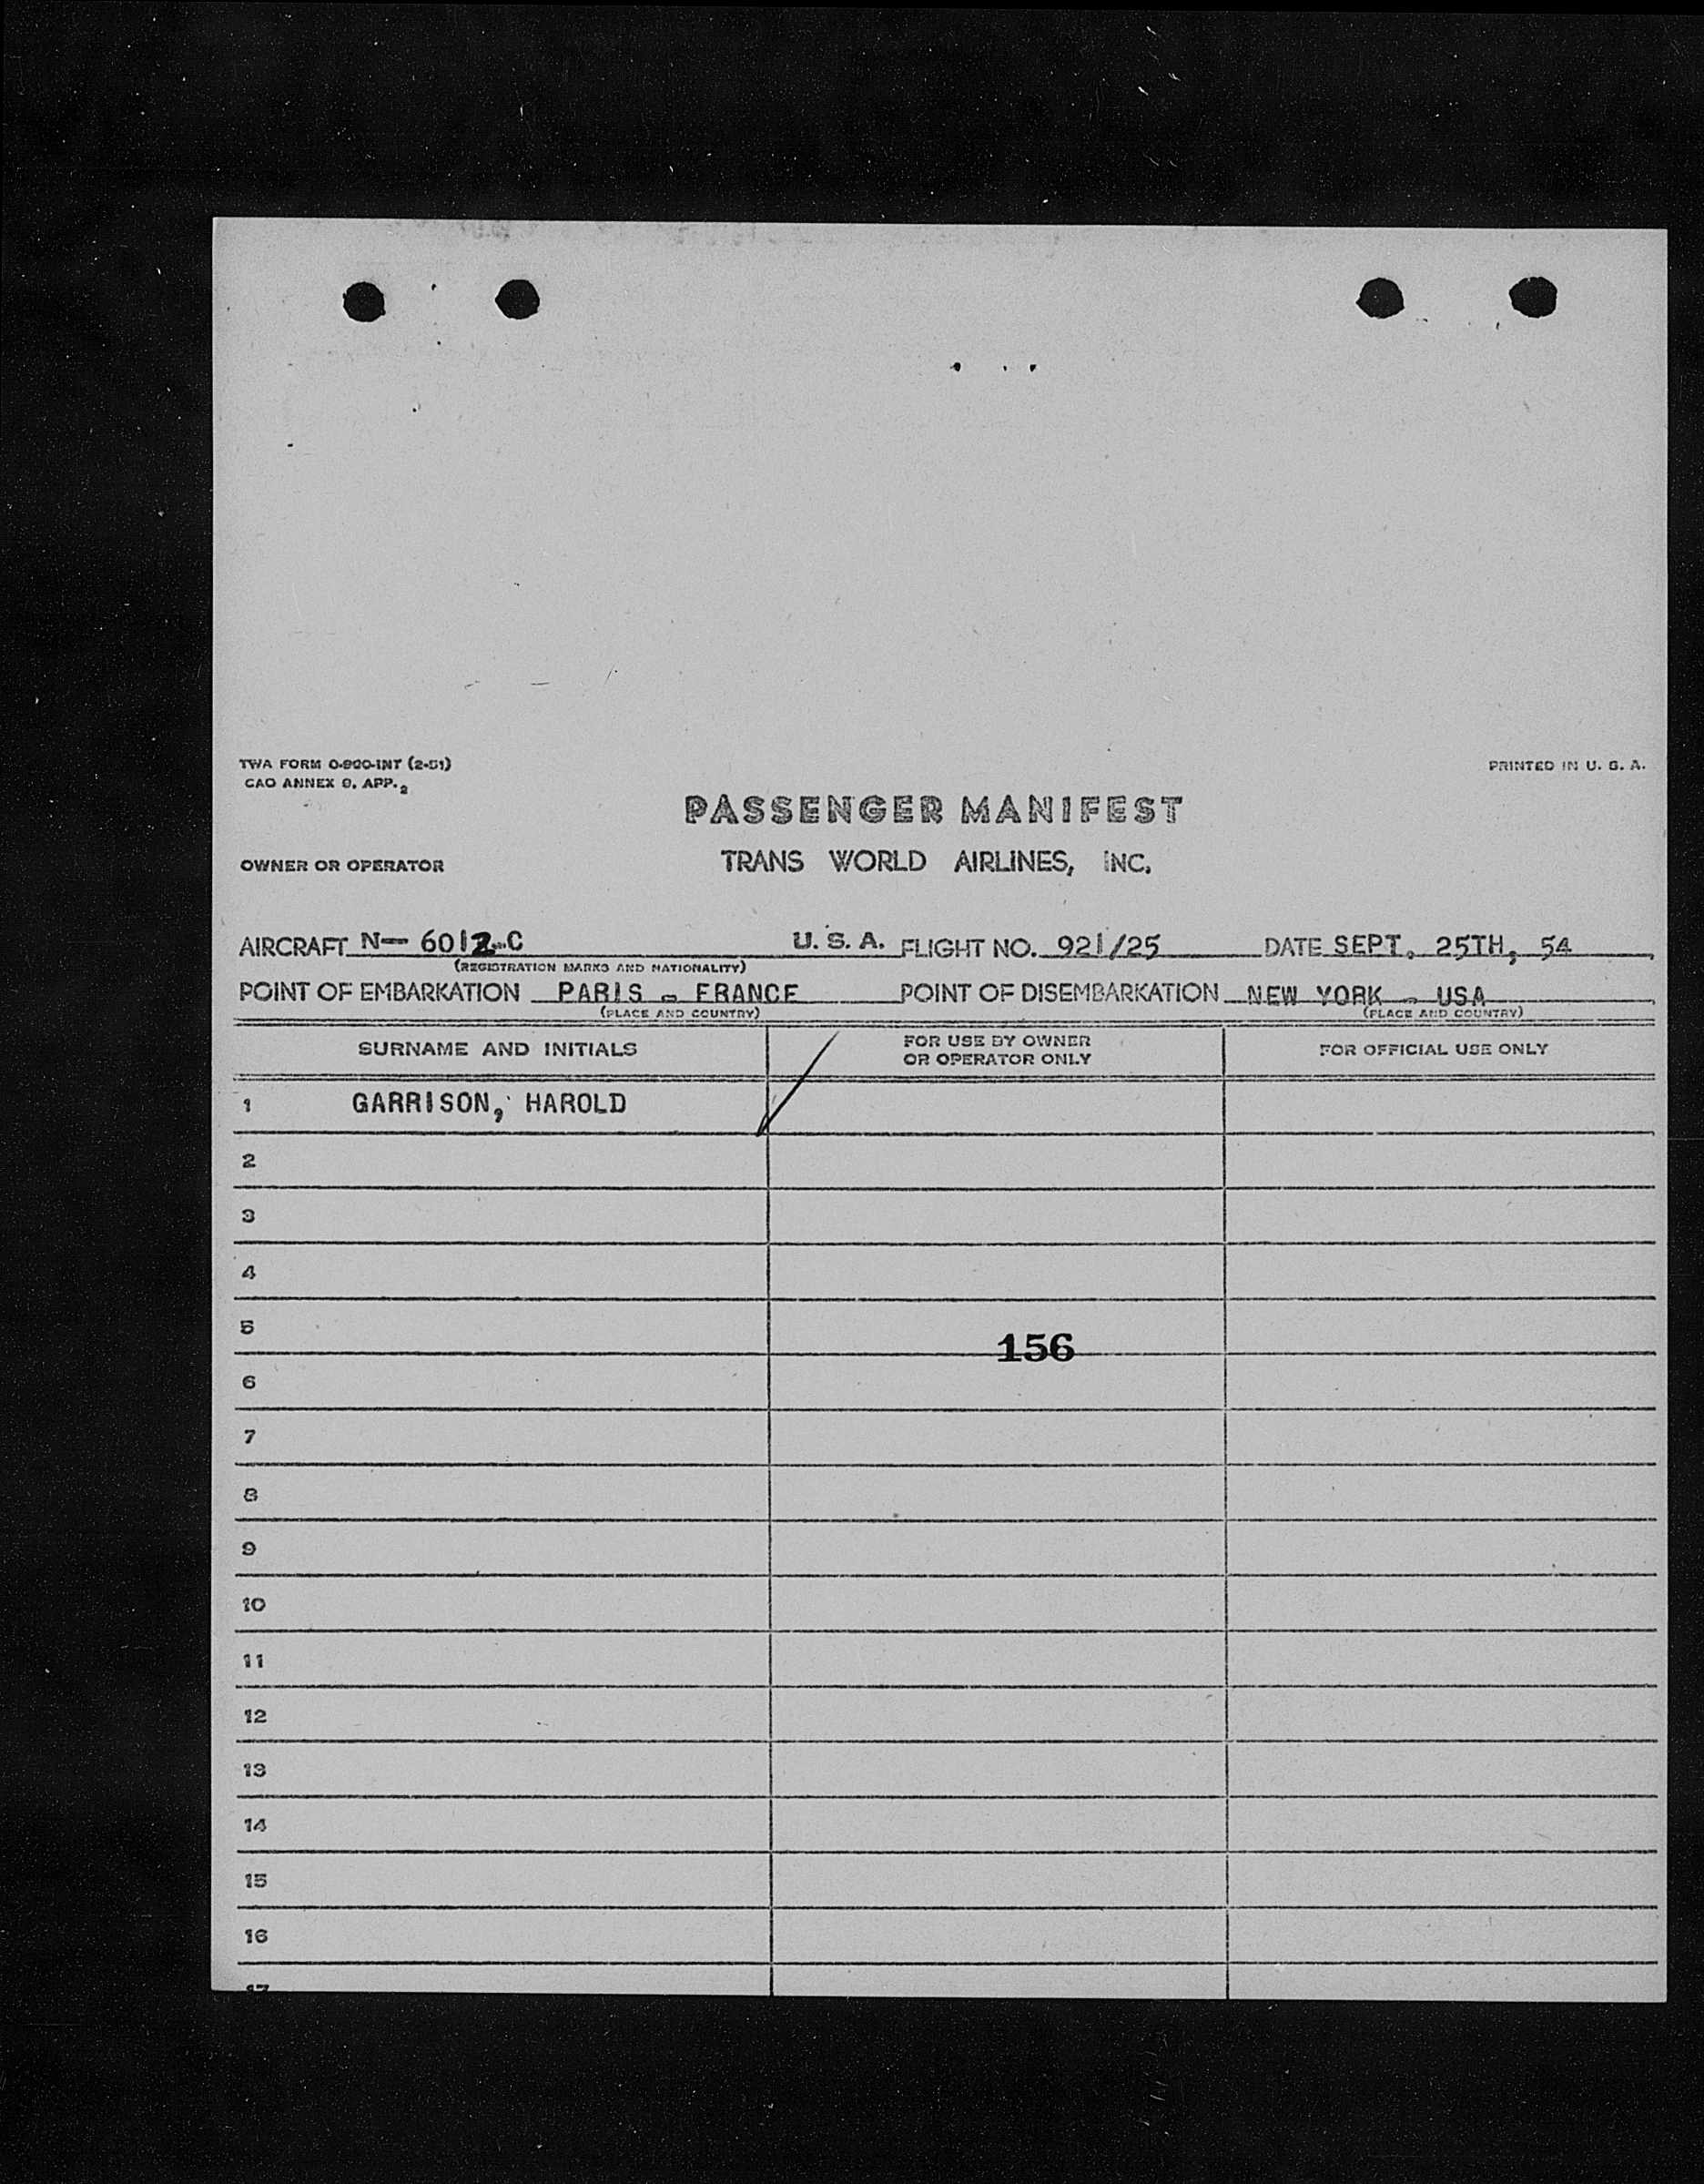 TWA FORM O-900-INT (2-51)
PRINTED IN U. S. A.
CAO ANNEX 9, APP. 2
PASSENGER MANIFEST
OWNER OR OPERATOR TRANS WORLD AIRLINES, INC.
AIRCRAFT N— 6012-C U. S. A. FLIGHT NO. 921/25 DATE SEPT. 25TH, 54
(REGISTRATION MARKS AND NATIONALITY)
POINT OF EMBARKATION PARIS - FRANCE POINT OF DISEMBARKATION NEW YORK - USA
(PLACE AND COUNTRY) (PLACE AND COUNTRY)
SURNAME AND INITIALS FOR USE BY OWNER OR OPERATOR ONLY FOR OFFICIAL USE ONLY
1 GARRISON, HAROLD
2
3
4
5
156
6
7
8
9
10
11
12
13
14
15
16
17